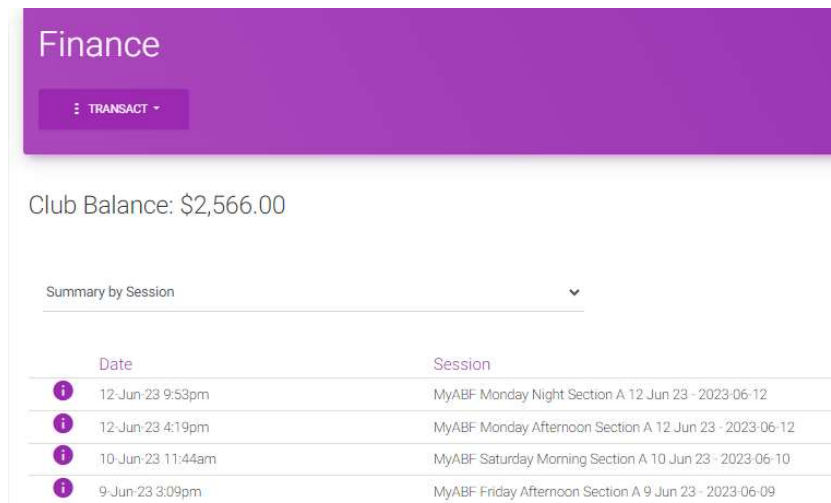 Finance
TRANSACT
Club Balance: $2,566.00
Summary by Session
Date Session
12-Jun-23 9:53pm MyABF Monday Night Section A 12 Jun 23 - 2023-06-12
12-Jun-23 4:19pm MyABF Monday Afternoon Section A 12 Jun 23 - 2023-06-12
10-Jun-23 11:44am MyABF Saturday Morning Section A 10 Jun 23 - 2023-06-10
9-Jun-23 3:09pm MyABF Friday Afternoon Section A 9 Jun 23 - 2023-06-09